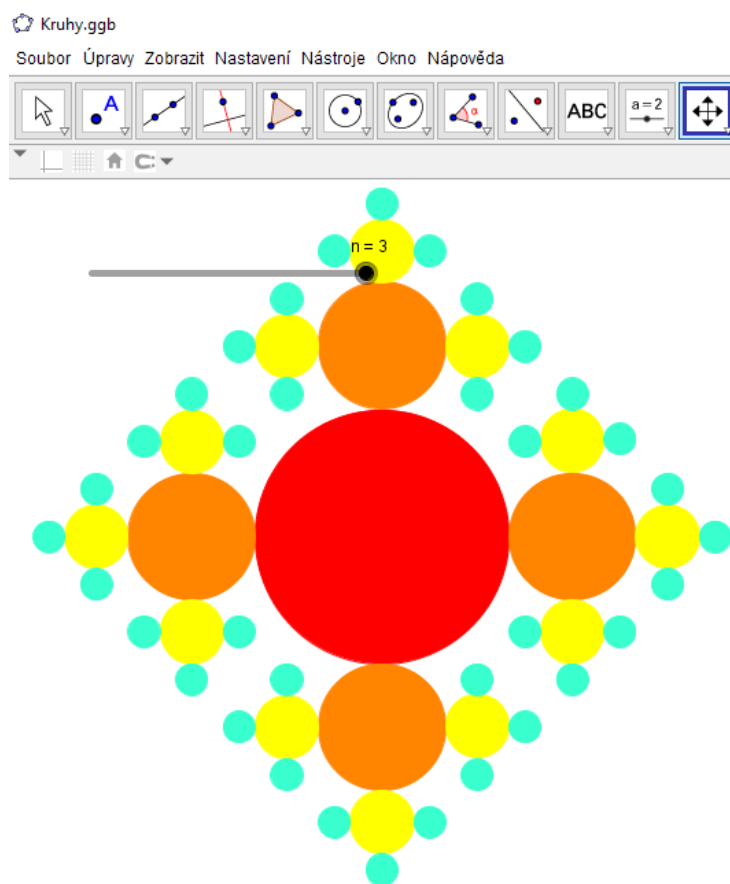 Kruhy.ggb
Soubor Úpravy Zobrazit Nastavení Nástroje Okno Nápověda
A ABC a = 2
α
n = 3